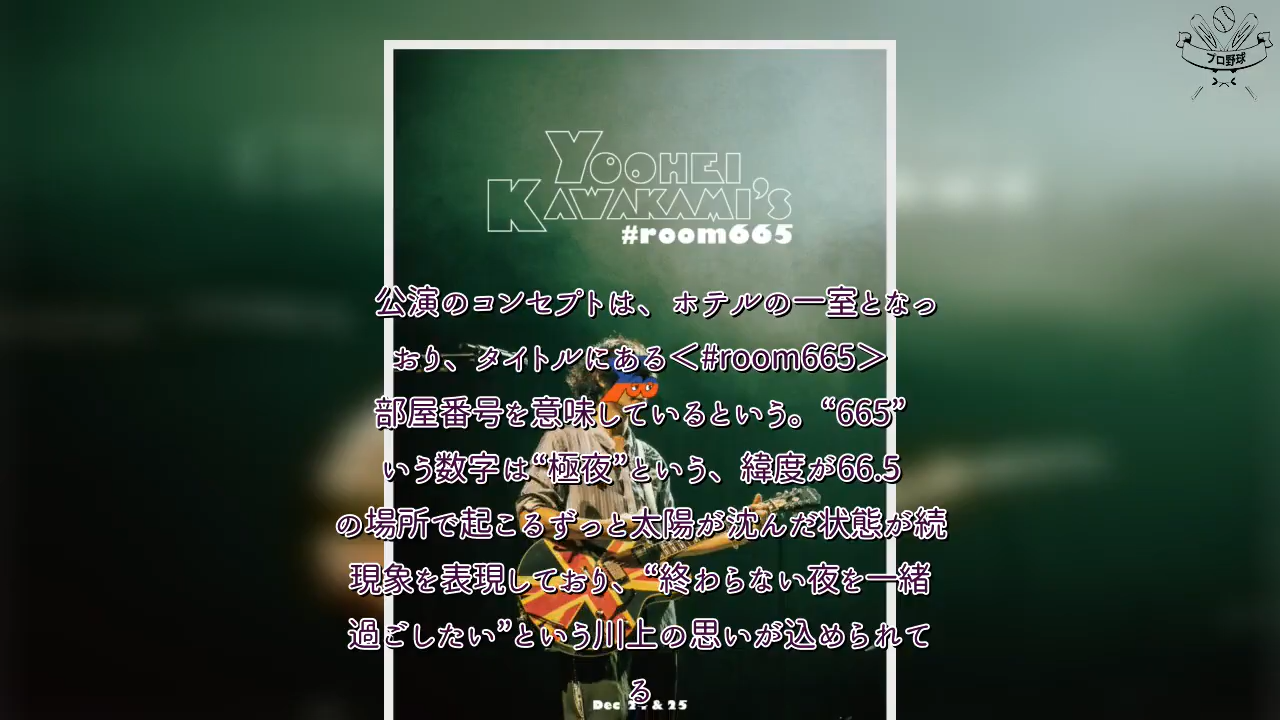 プロ野球
YOOHEI
KAWAKAMI'S
#room665
公演のコンセプトは、ホテルの一室となっ
おり、タイトルにある＜#room665＞
部屋番号を意味しているという。“665”
いう数字は“極夜”という、緯度が66.5
の場所で起こるずっと太陽が沈んだ状態が続
現象を表現しており、“終わらない夜を一緒
過ごしたい”という川上の思いが込められて
る
Dec & 25